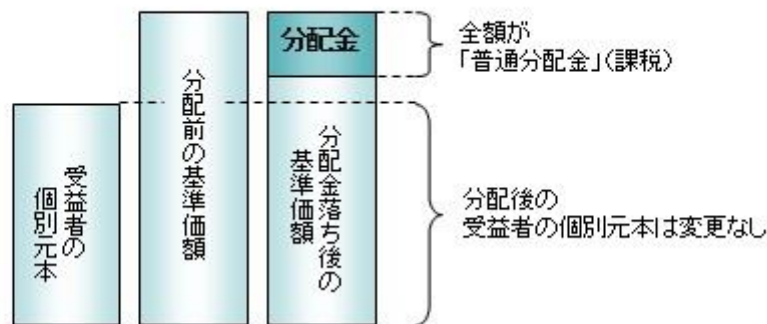 受益者の
個別元本
分配前の基準価額
分配金
分配金落ち後の
基準価額
全額が
「普通分配金」(課税)
分配後の
受益者の個別元本は変更なし